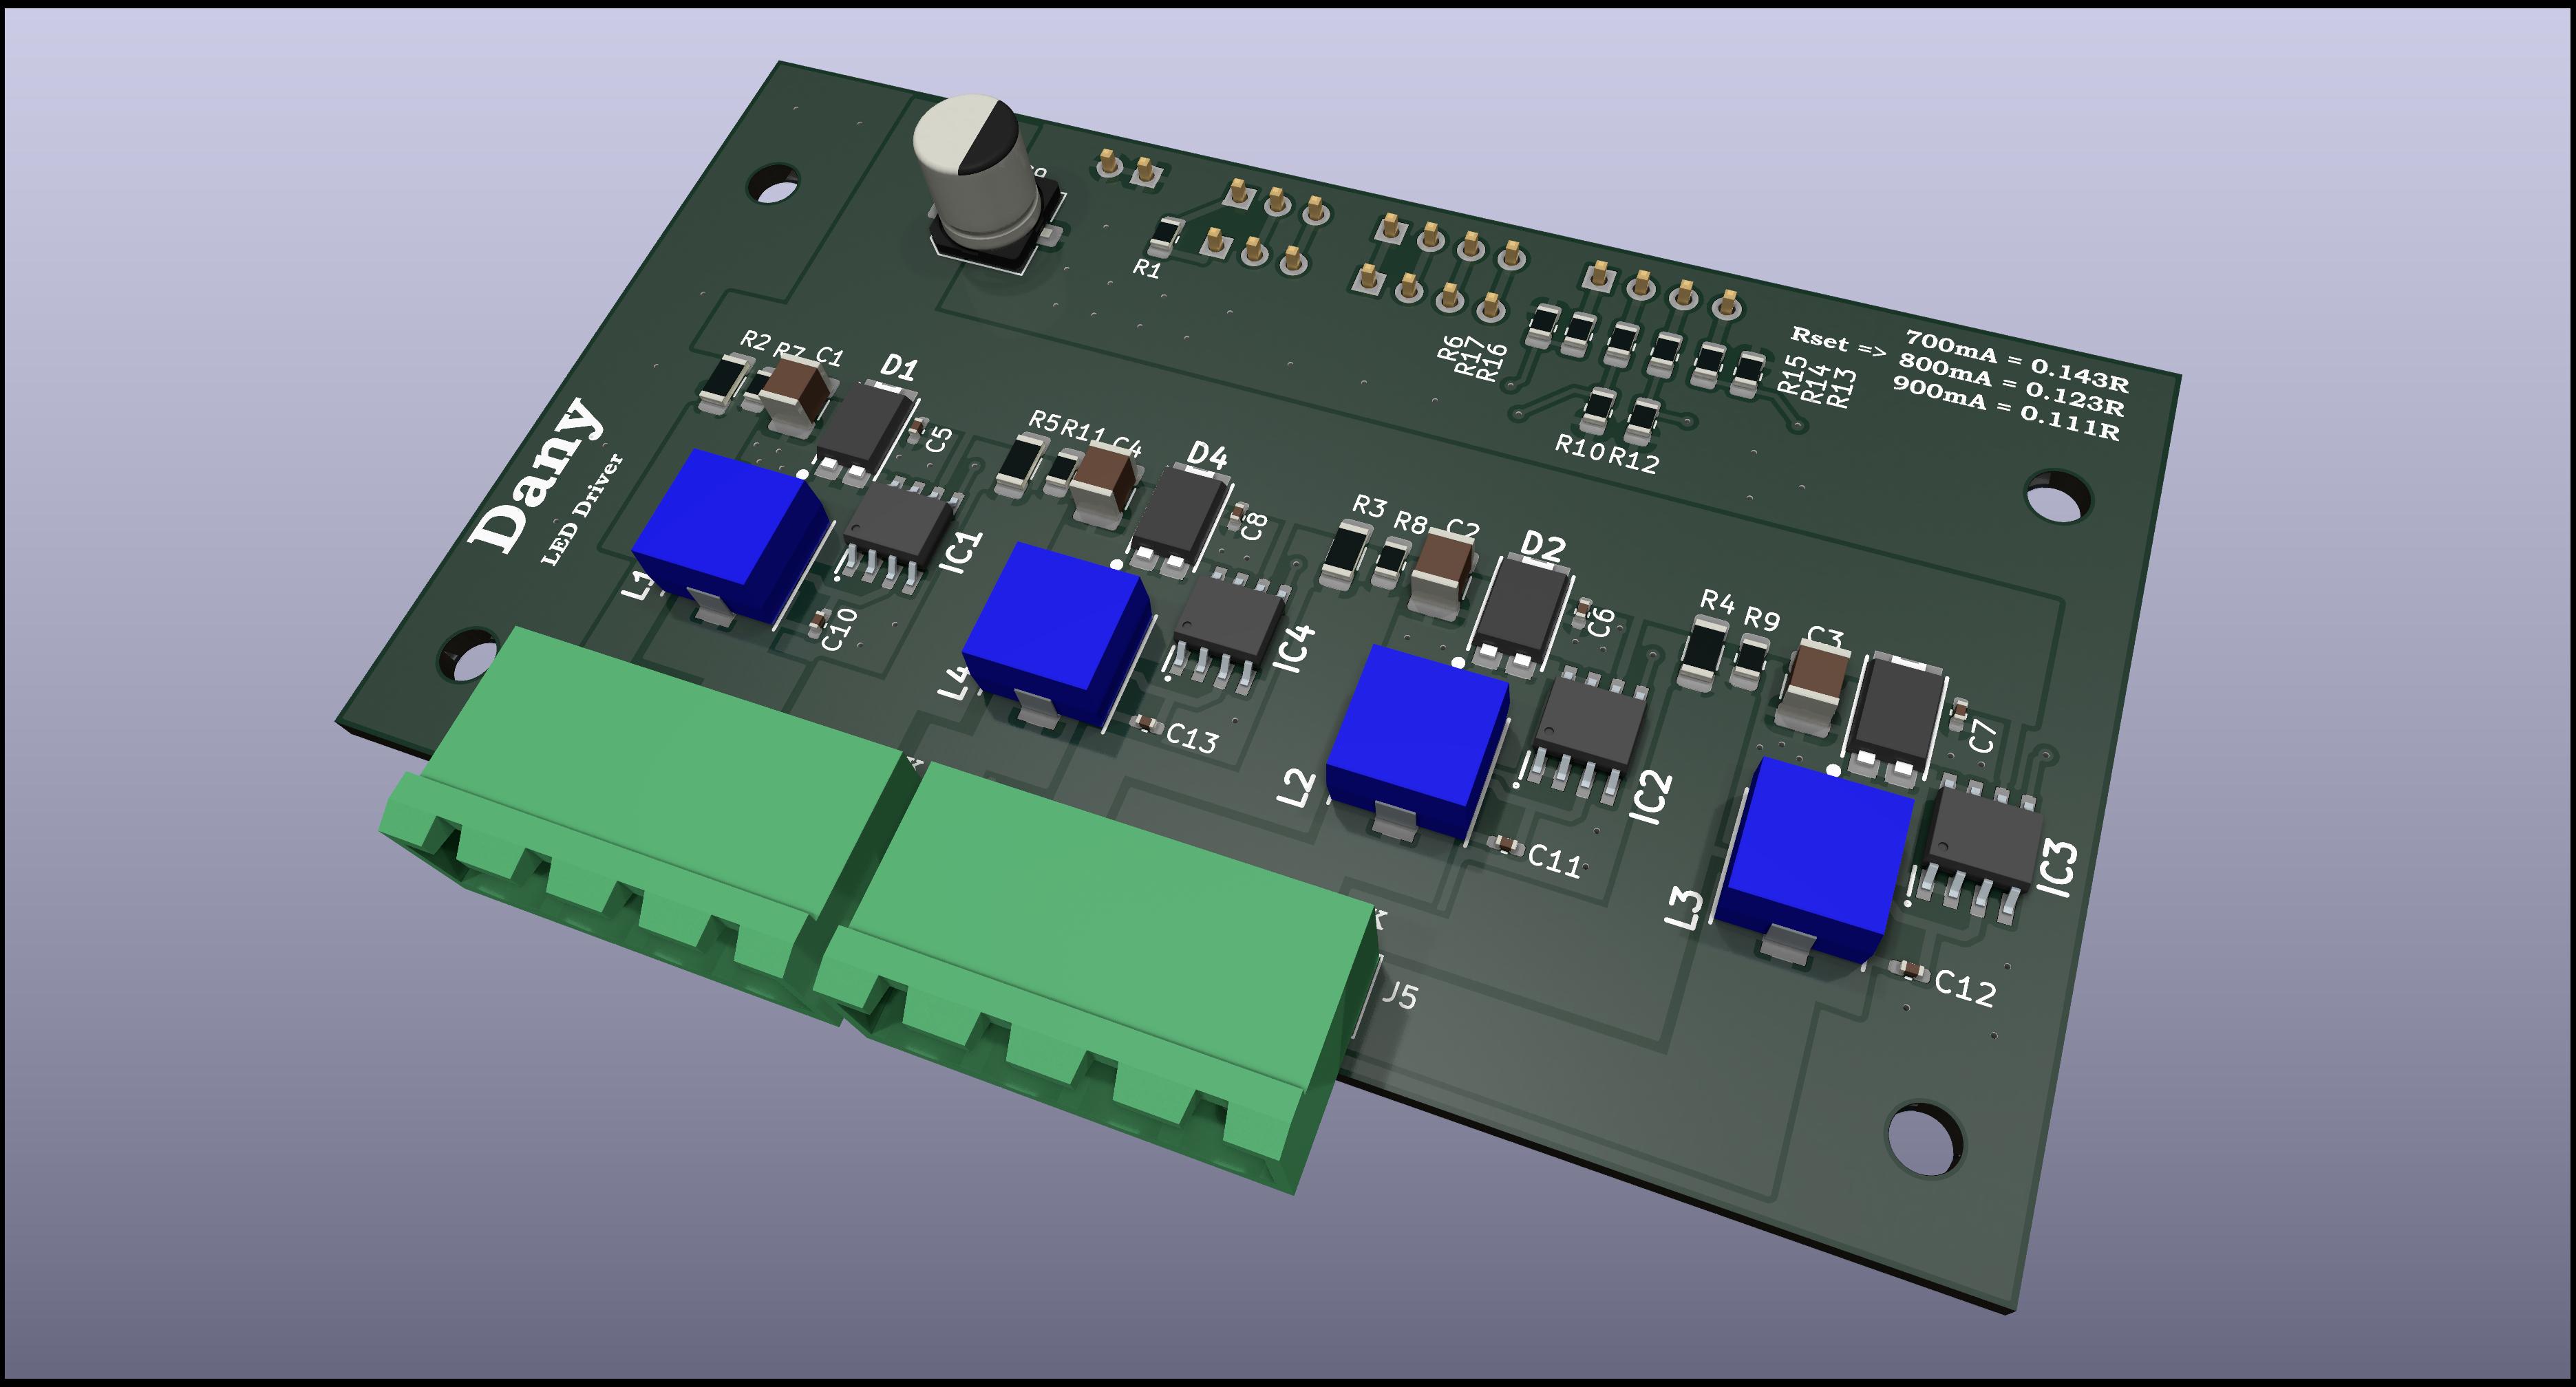 R1
R6
R17
R16
R15
R14
R13
R10 R12
Rset => 700mA = 0.143R
800mA = 0.123R
900mA = 0.111R
Dany
LED Driver
R2 R7 C1
D1
C5
L1
IC1
C10
R5 R11 C4
D4
C8
L4
IC4
C13
R3 R8 C2
D2
C6
L2
IC2
C11
R4 R9 C3
C7
L3
IC3
C12
J5